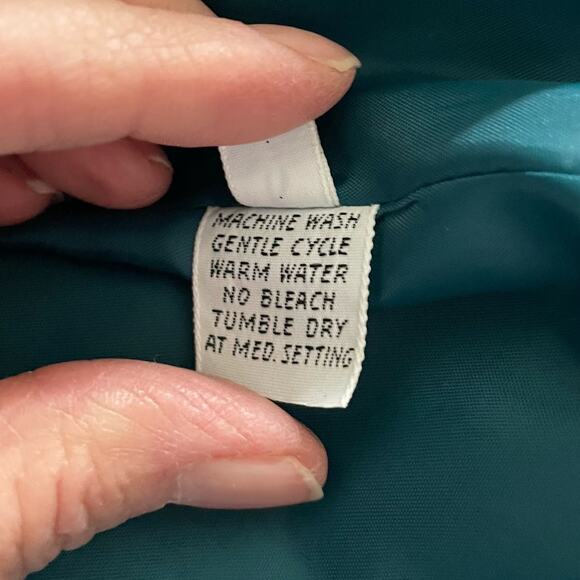 MACHINE WASH
GENTLE CYCLE
WARM WATER
NO BLEACH
TUMBLE DRY
AT MED. SETTING